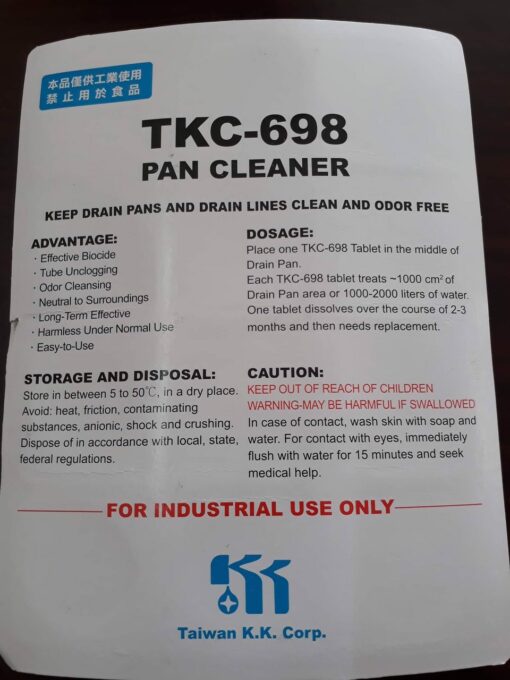 本品僅供工業使用
禁止用於食品
TKC-698
PAN CLEANER
KEEP DRAIN PANS AND DRAIN LINES CLEAN AND ODOR FREE
ADVANTAGE:
· Effective Biocide
· Tube Unclogging
· Odor Cleansing
· Neutral to Surroundings
· Long-Term Effective
· Harmless Under Normal Use
· Easy-to-Use
DOSAGE:
Place one TKC-698 Tablet in the middle of
Drain Pan.
Each TKC-698 tablet treats ~1000 cm² of
Drain Pan area or 1000-2000 liters of water.
One tablet dissolves over the course of 2-3
months and then needs replacement.
STORAGE AND DISPOSAL:
Store in between 5 to 50℃, in a dry place.
Avoid: heat, friction, contaminating
substances, anionic, shock and crushing.
Dispose of in accordance with local, state,
federal regulations.
CAUTION:
KEEP OUT OF REACH OF CHILDREN
WARNING-MAY BE HARMFUL IF SWALLOWED
In case of contact, wash skin with soap and
water. For contact with eyes, immediately
flush with water for 15 minutes and seek
medical help.
FOR INDUSTRIAL USE ONLY
Taiwan K.K. Corp.